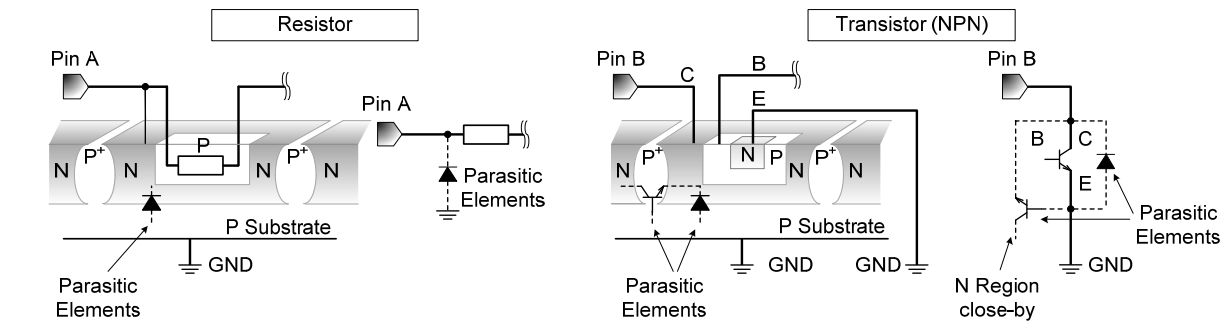 Resistor
Pin A
N
P+
N
P
N
P+
N
P Substrate
GND
Parasitic
Elements
Pin A
Parasitic
Elements
Transistor (NPN)
Pin B
C
B
E
N
P+
N
P
N
P+
N
P Substrate
GND
GND
Parasitic
Elements
Pin B
B
C
E
Parasitic
Elements
GND
N Region
close-by